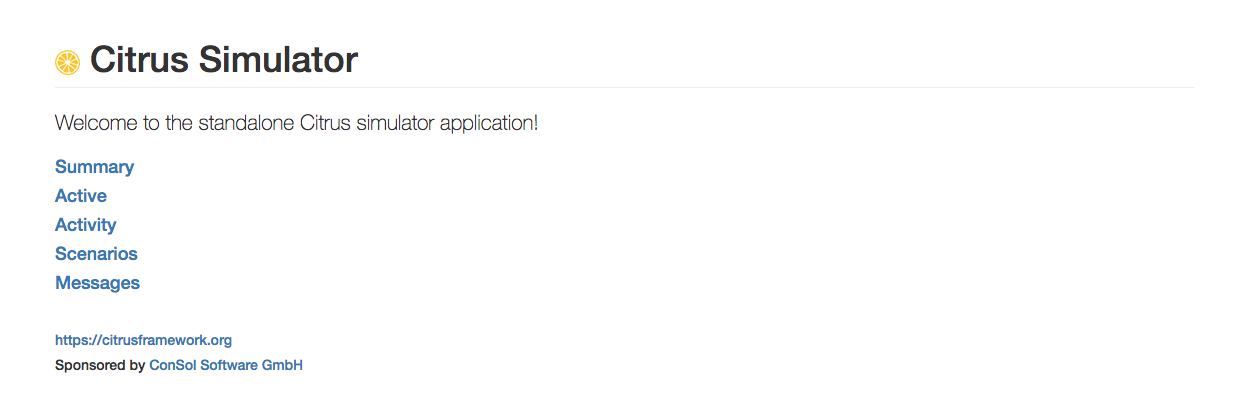 Citrus Simulator
Welcome to the standalone Citrus simulator application!
Summary
Active
Activity
Scenarios
Messages
https://citrusframework.org
Sponsored by ConSol Software GmbH